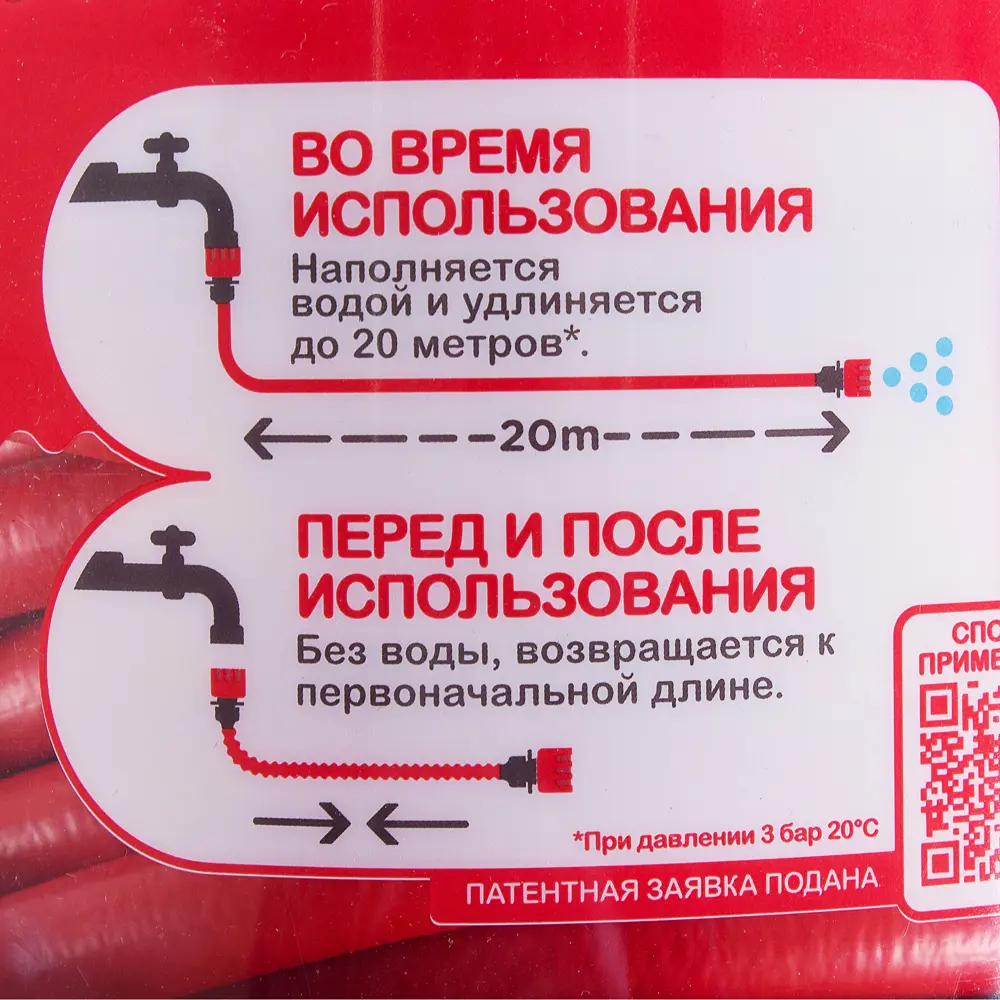 ВО ВРЕМЯ
ИСПОЛЬЗОВАНИЯ
Наполняется
водой и удлиняется
до 20 метров*.
20m
ПЕРЕД И ПОСЛЕ
ИСПОЛЬЗОВАНИЯ
Без воды, возвращается к
первоначальной длине.
*При давлении 3 бар 20°С
ПАТЕНТНАЯ ЗАЯВКА ПОДАНА